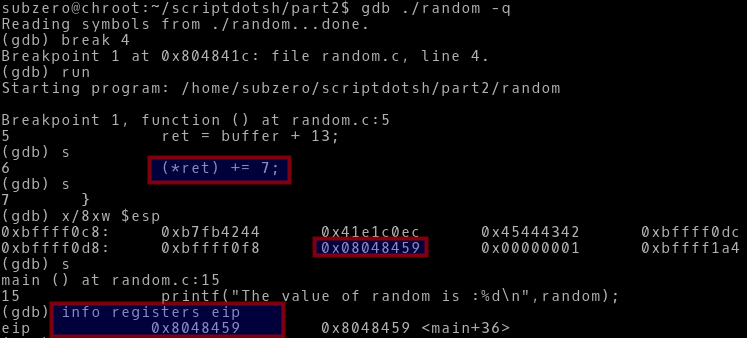 subzero@chroot:~/scriptdotsh/part2$ gdb ./random -q
Reading symbols from ./random...done.
(gdb) break 4
Breakpoint 1 at 0x804841c: file random.c, line 4.
(gdb) run
Starting program: /home/subzero/scriptdotsh/part2/random
Breakpoint 1, function () at random.c:5
5 ret = buffer + 13;
(gdb) s
6 (*ret) += 7;
(gdb) s
7 }
(gdb) x/8xw $esp
0xbffff0c8: 0xb7fb4244 0x41e1c0ec 0x45444342 0xbffff0dc
0xbffff0d8: 0xbffff0f8 0x08048459 0x00000001 0xbffff1a4
(gdb) s
main () at random.c:15
15 printf("The value of random is :%d\n",random);
(gdb) info registers eip
eip 0x8048459 0x8048459 <main+36>